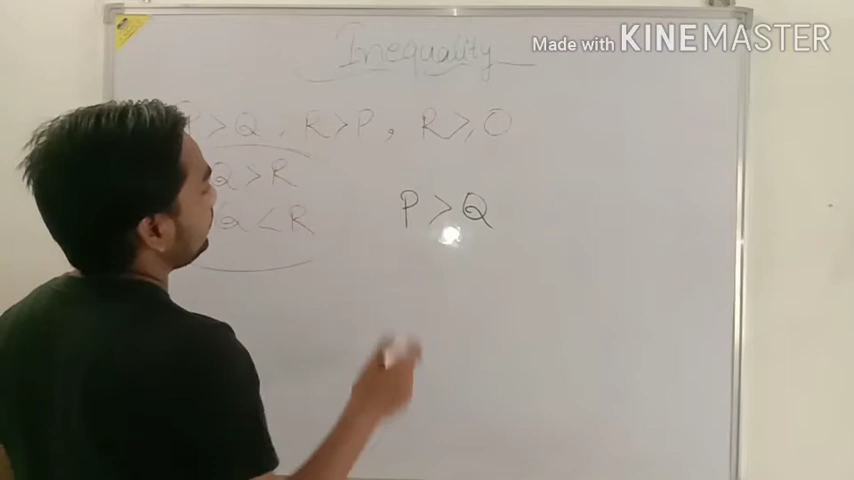 Inequality
Made with KINEMASTER
P > Q, R > P, R > O
Q > R
Q < R
P > Q